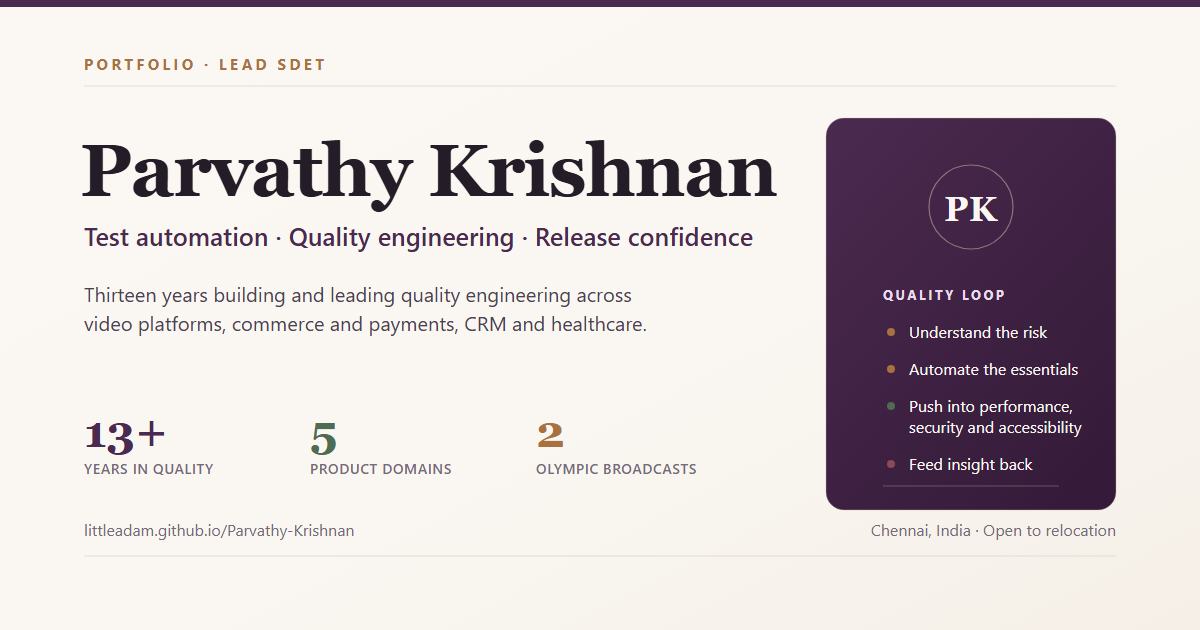 PORTFOLIO · LEAD SDET
Parvathy Krishnan
Test automation · Quality engineering · Release confidence
Thirteen years building and leading quality engineering across
video platforms, commerce and payments, CRM and healthcare.
13+
YEARS IN QUALITY
5
PRODUCT DOMAINS
2
OLYMPIC BROADCASTS
PK
QUALITY LOOP
Understand the risk
Automate the essentials
Push into performance,
security and accessibility
Feed insight back
littleadam.github.io/Parvathy-Krishnan
Chennai, India · Open to relocation